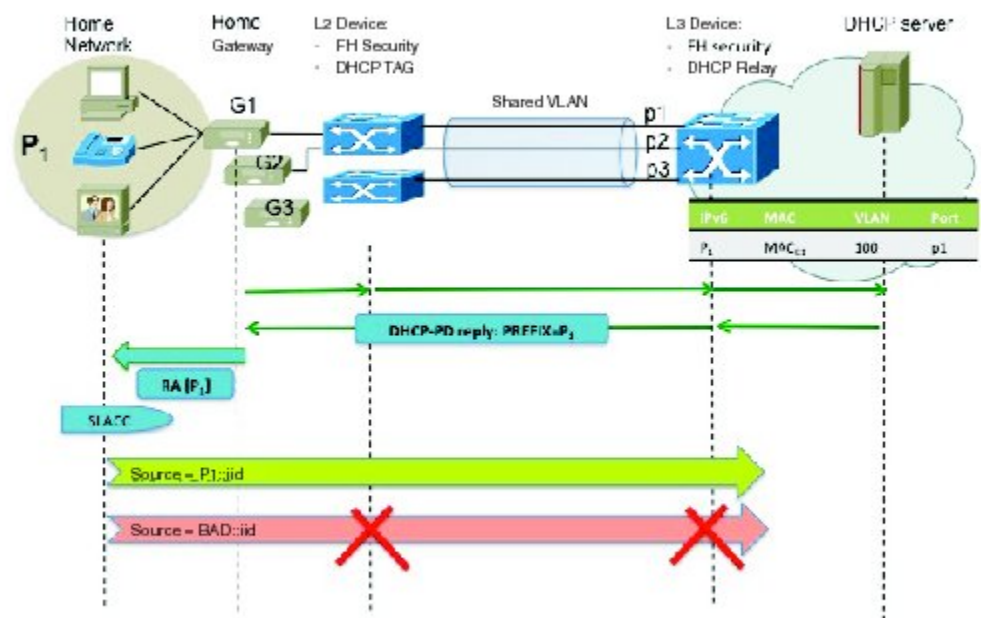 Home
Network
Home
Gateway
L2 Device:
- FH Security
- DHCP TAG
L3 Device:
- FH security
- DHCP Relay
DHCP server
P1
G1
G2
G3
Shared VLAN
p1
p2
p3
IPv6 MAC VLAN Port
P1 100 p1
DHCP-PD reply: PREFIX=P1
RA [P1]
SLACC
Source = P1::iid
Source = BAD::iid